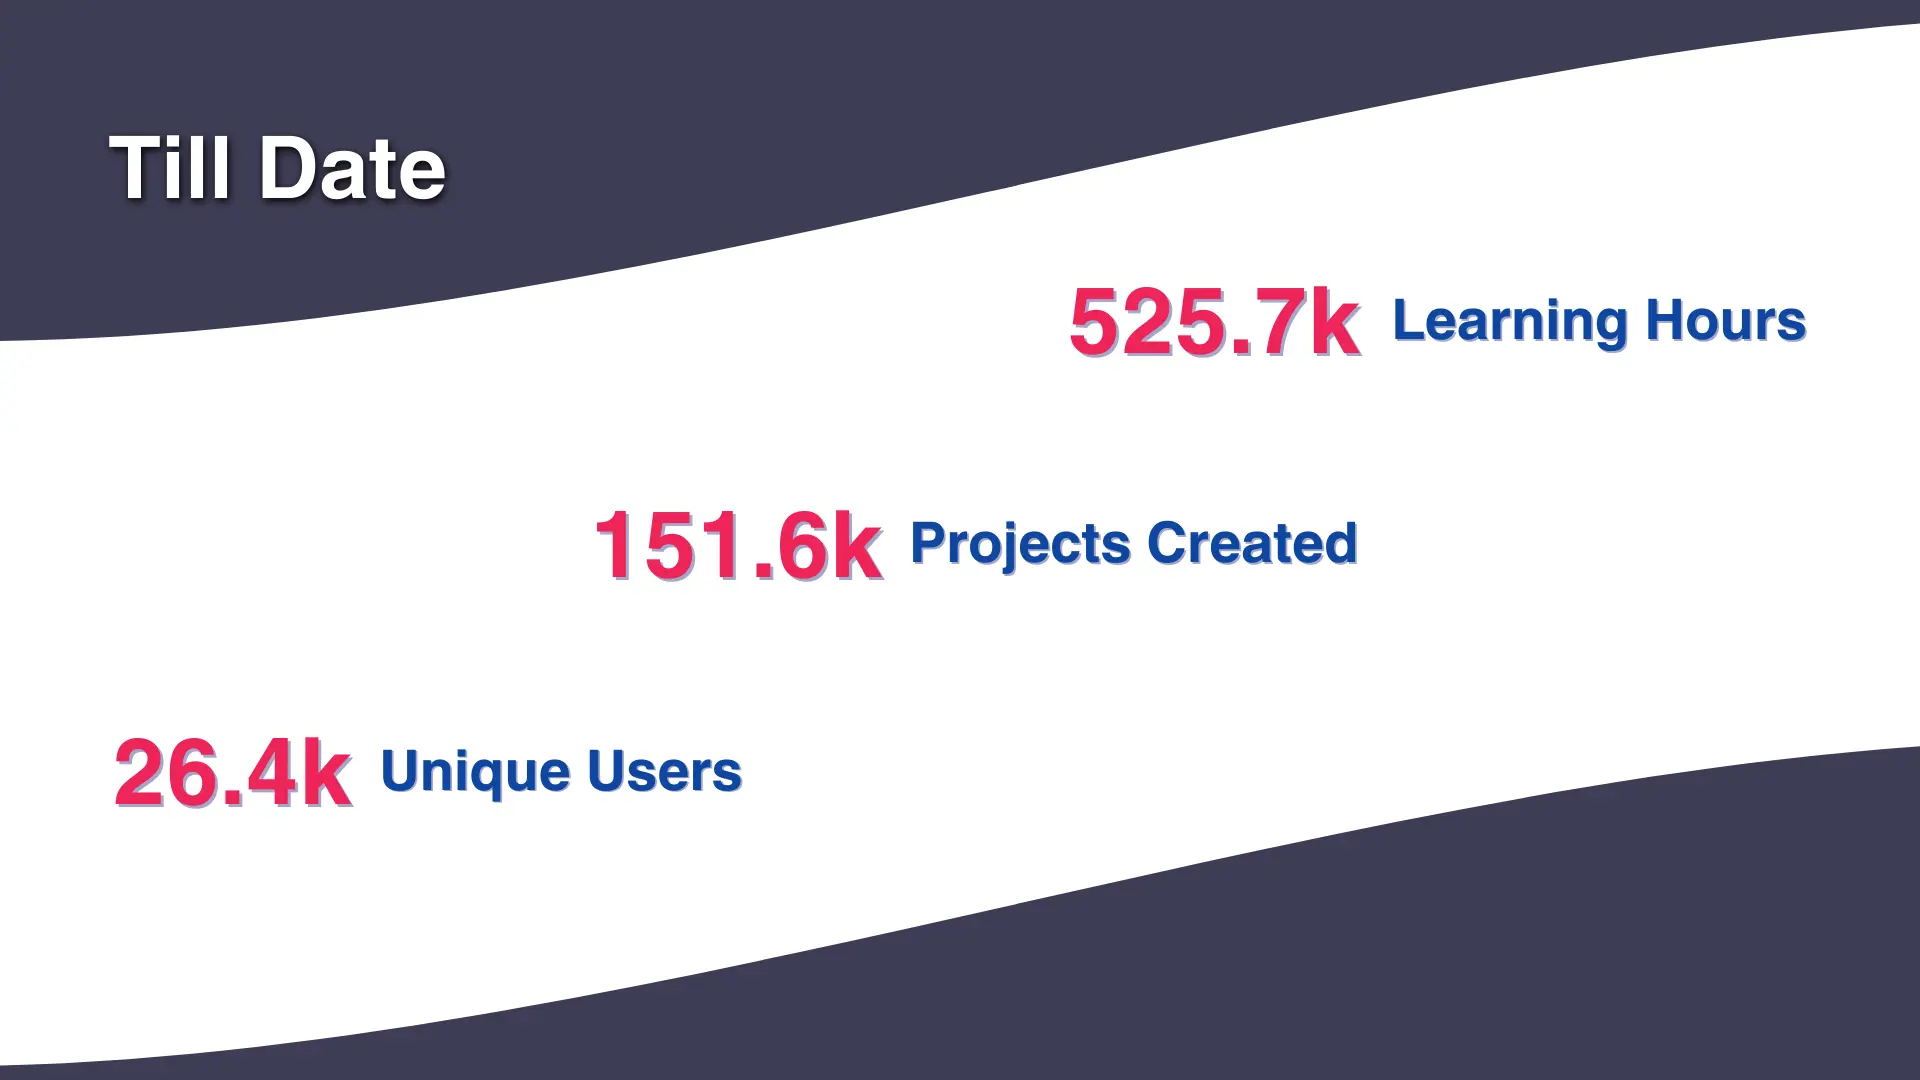 Till Date
525.7k Learning Hours
151.6k Projects Created
26.4k Unique Users